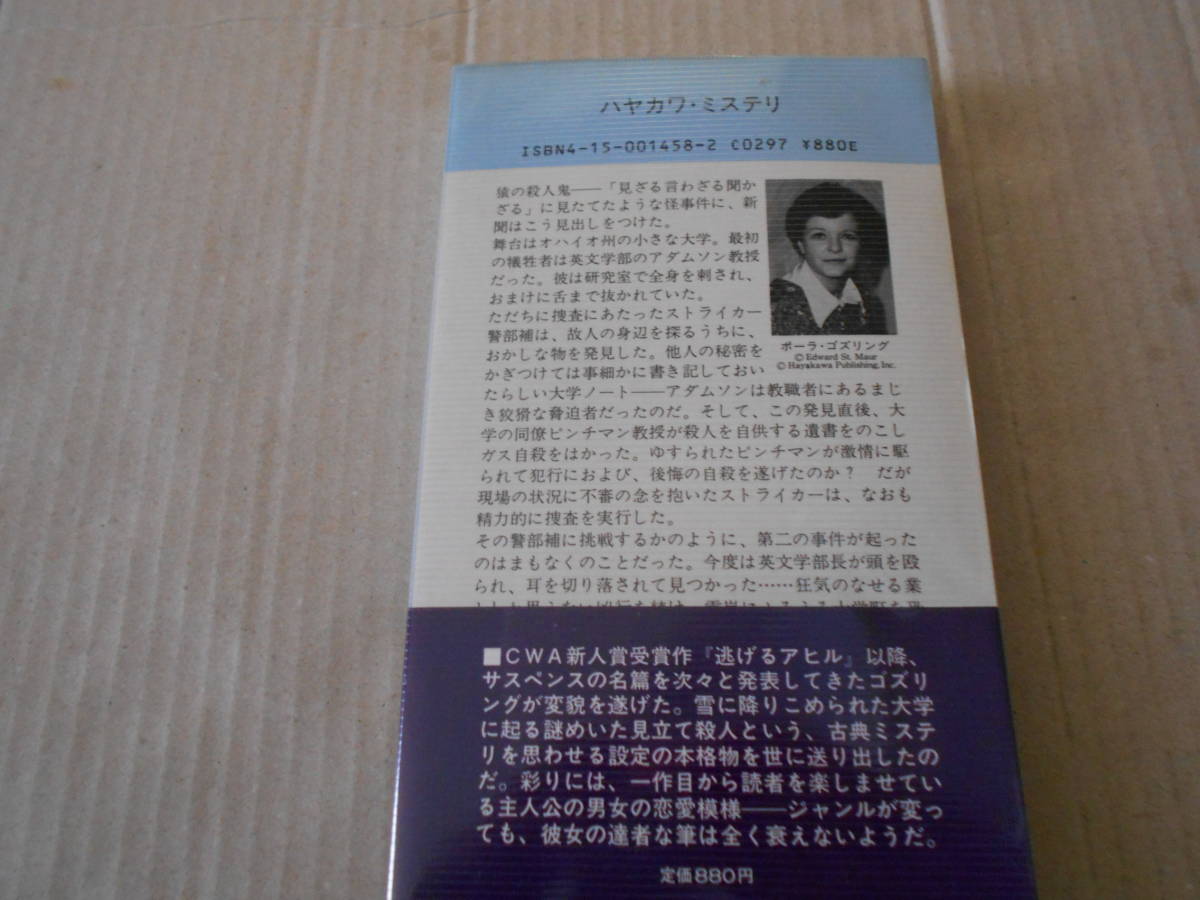 ハヤカワ・ミステリ
ISBN4-15-001458-2 C0297 ¥880E
猿の殺人鬼――「見ざる言わざる聞か
ざる」に見たてたような怪事件に、新
聞はこう見出しをつけた。
舞台はオハイオ州の小さな大学。最初
の犠牲者は英文学部のアダムソン教授
だった。彼は研究室で全身を刺され、
おまけに舌まで抜かれていた。
ただちに捜査にあたったストライカー
警部補は、故人の身辺を探るうちに、
おかしな物を発見した。他人の秘密を
かぎつけては事細かに書き記しておい
たらしい大学ノート――アダムソンは教職者にあるまじ
き狡猾な脅迫者だったのだ。そして、この発見直後、大
学の同僚ピンチマン教授が殺人を自供する遺書をのこし
ガス自殺をはかった。ゆすられたピンチマンが激情に駆
られて犯行におよび、後悔の自殺を遂げたのか? だが
現場の状況に不審の念を抱いたストライカーは、なおも
精力的に捜査を実行した。
その警部補に挑戦するかのように、第二の事件が起った
のはまもなくのことだった。今度は英文学部長が頭を殴
られ、耳を切り落されて見つかった……狂気のなせる業
ポーラ・ゴズリング
©Edward St. Maur
©Hayakawa Publishing, Inc.
■CWA新人賞受賞作『逃げるアヒル』以降、
サスペンスの名篇を次々と発表してきたゴズリ
ングが変貌を遂げた。雪に降りこめられた大学
に起る謎めいた見立て殺人という、古典ミステ
リを思わせる設定の本格物を世に送り出したの
だ。彩りには、一作目から読者を楽しませてい
る主人公の男女の恋愛模様――ジャンルが変っ
ても、彼女の達者な筆は全く衰えないようだ。
定価880円